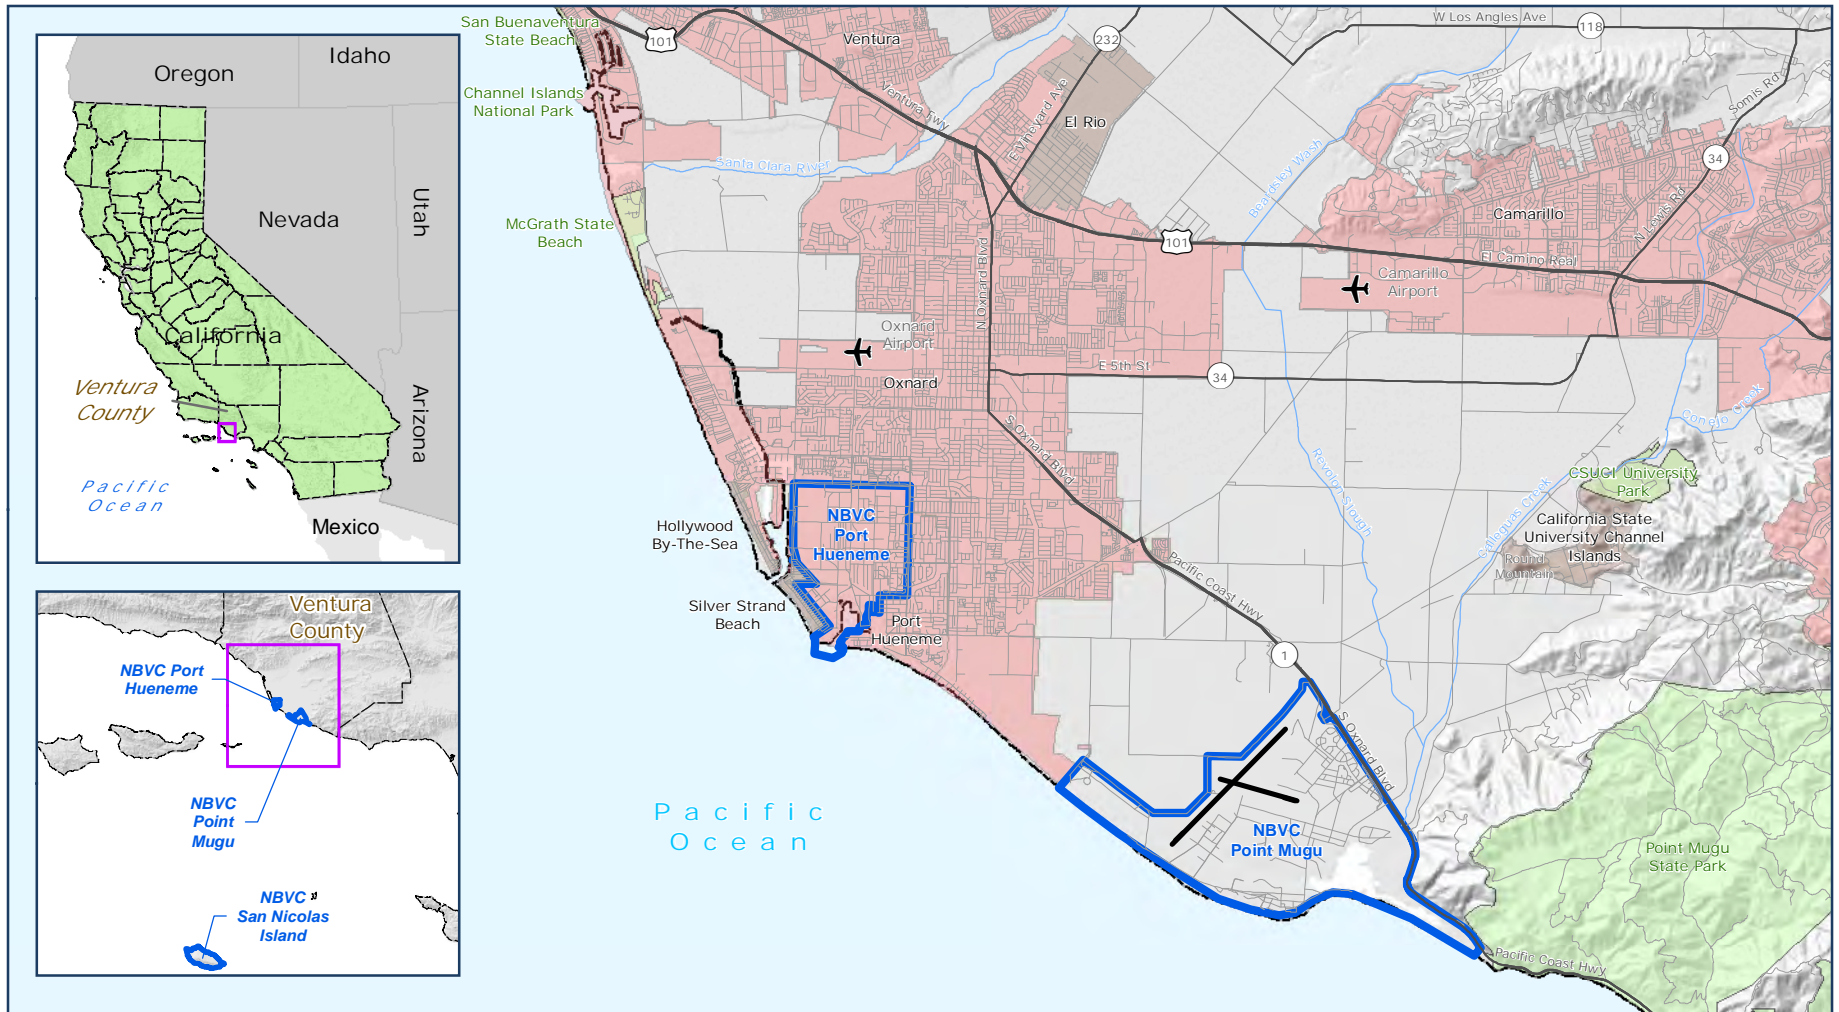 Oregon
Idaho
Nevada
Utah
California
Ventura
County
Arizona
Pacific
Ocean
Mexico
Ventura
County
NBVC Port
Hueneme
NBVC
Point
Mugu
NBVC
San Nicolas
Island
San Buenaventura
State Beach
Channel Islands
National Park
McGrath State
Beach
101
Ventura
232
W Los Angeles Ave
118
Ventura Fwy
E Vineyard Ave
El Rio
Somis Rd
34
Santa Clara River
Beardsley Wash
Camarillo
N Lewis Rd
101
El Camino Real
N Oxnard Blvd
Camarillo
Airport
Oxnard
Airport
Oxnard
E 5th St
34
S Oxnard Blvd
Conejo Creek
Revolon Slough
CSUCI University
Park
Calleguas Creek
California State
University Channel
Islands
Round
Mountain
NBVC
Port
Hueneme
Hollywood
By-The-Sea
Silver Strand
Beach
Port
Hueneme
Pacific Coast Hwy
1
S Oxnard Blvd
Pacific
Ocean
NBVC
Point Mugu
Point Mugu
State Park
Pacific Coast Hwy